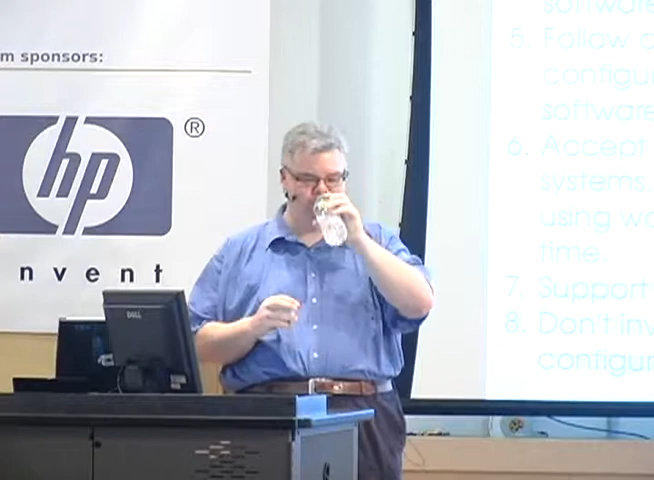 m sponsors:
hp
®
nvent
DELL
software
5. Follow
configu
software
6. Accept
systems.
using wo
time.
7. Support
8. Don't inv
configur